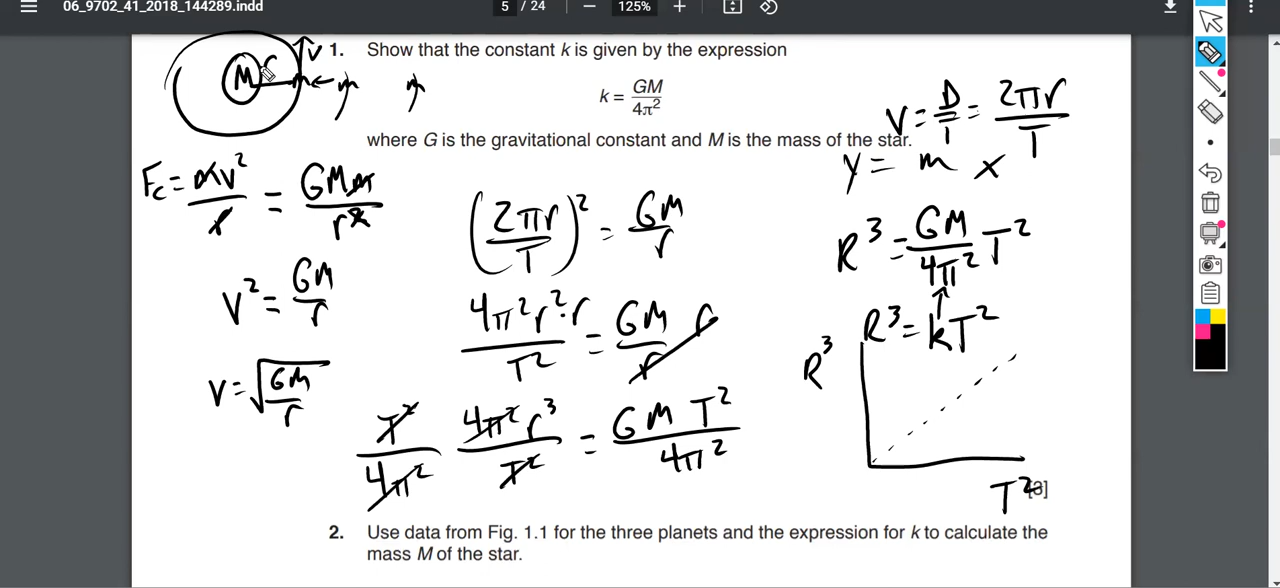 06_9702_41_2018_144289.indd
5 / 24
125%
1. Show that the constant k is given by the expression
k = GM / 4π²
where G is the gravitational constant and M is the mass of the star.
M r m V
V = D/T = 2πr/T
y = m x
Fc = mv²/r = GMm/r²
V² = GM/r
V = √(GM/r)
(2πr/T)² = GM/r
4π²r²·r/T² = GM/r r
T²/4π² 4π²r³/T² = GM T²/4π²
R³ = GM/4π² T²
R³ = kT²
R³
T²
[3]
2. Use data from Fig. 1.1 for the three planets and the expression for k to calculate the
mass M of the star.